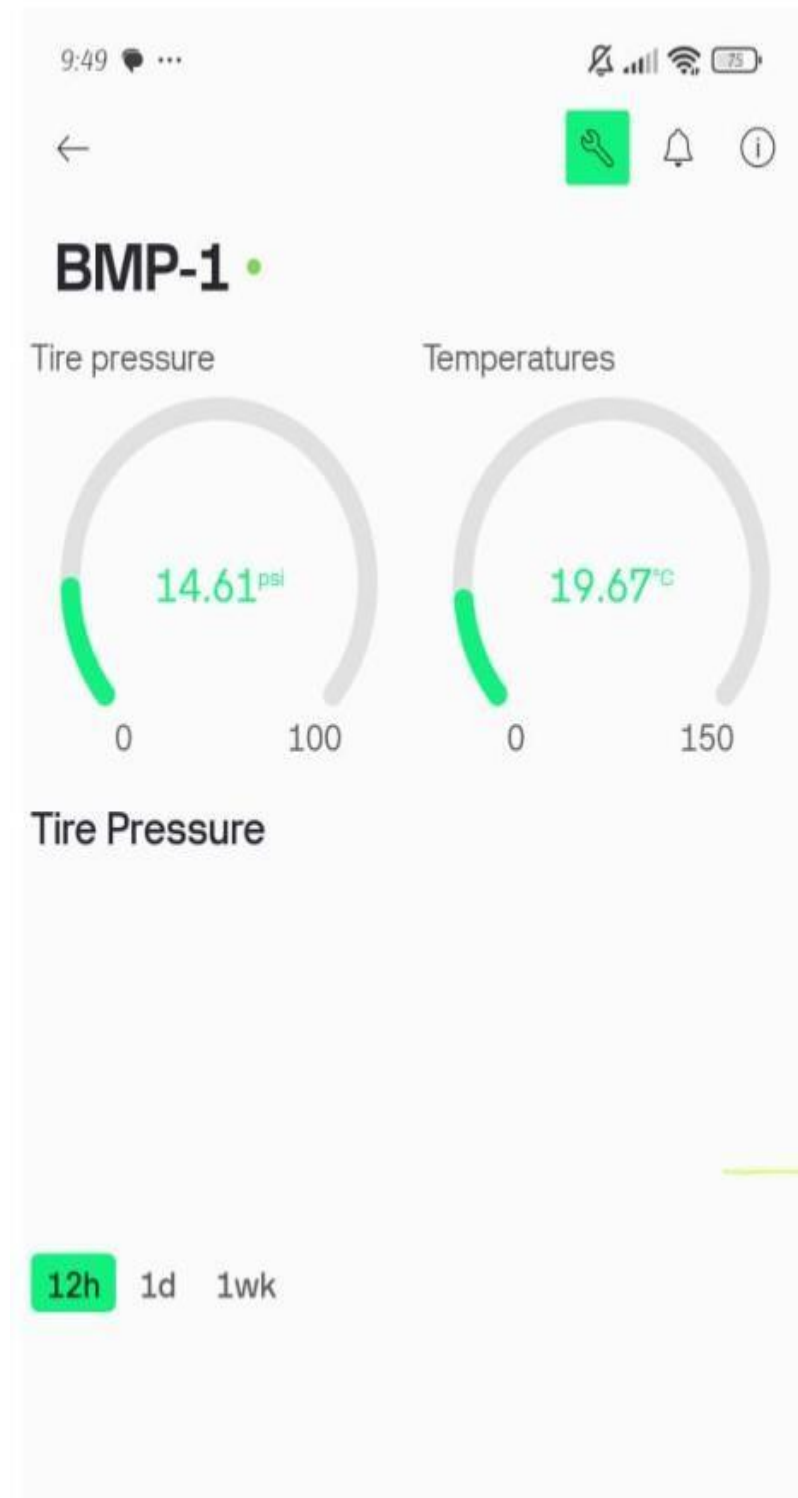 9:49
75
BMP-1
Tire pressure
Temperatures
14.61psi
19.67°C
0
100
0
150
Tire Pressure
12h
1d
1wk